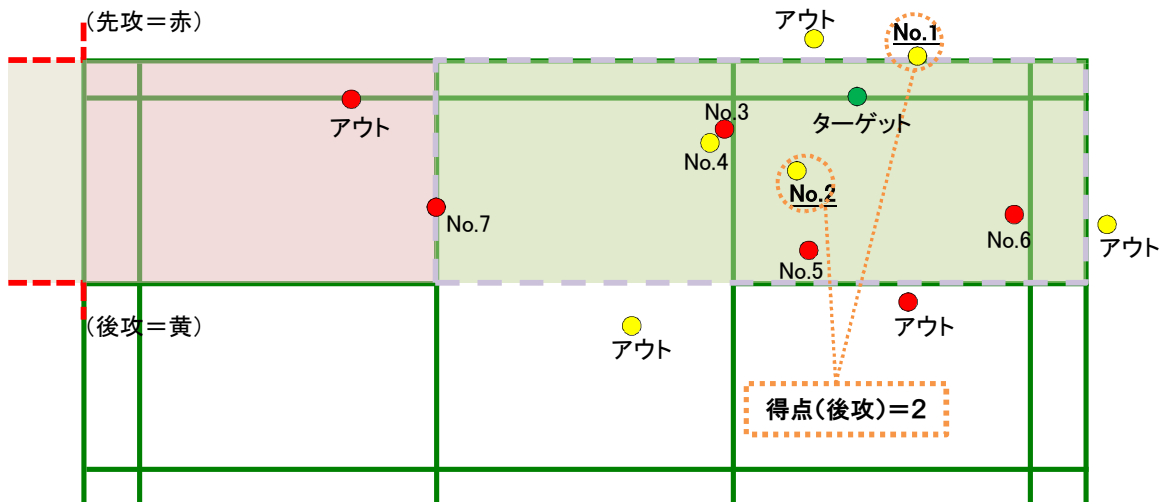 (先攻＝赤)
アウト
No.1
アウト
No.3
ターゲット
No.4
No.2
No.7
No.5
No.6
アウト
(後攻＝黄)
アウト
アウト
得点(後攻)＝2